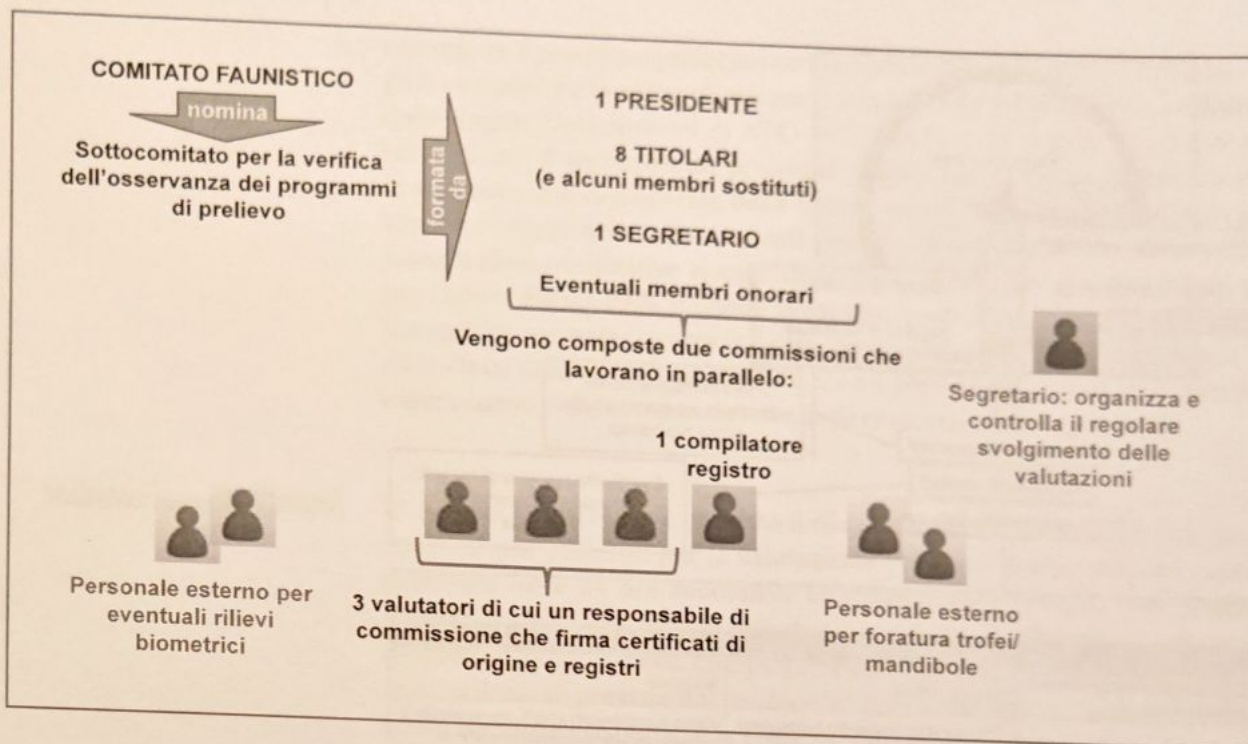 COMITATO FAUNISTICO
nomina
Sottocomitato per la verifica
dell'osservanza dei programmi
di prelievo
formata
da
1 PRESIDENTE
8 TITOLARI
(e alcuni membri sostituti)
1 SEGRETARIO
Eventuali membri onorari
Vengono composte due commissioni che
lavorano in parallelo:
Segretario: organizza e
controlla il regolare
svolgimento delle
valutazioni
1 compilatore
registro
Personale esterno per
eventuali rilievi
biometrici
3 valutatori di cui un responsabile di
commissione che firma certificati di
origine e registri
Personale esterno
per foratura trofei/
mandibole